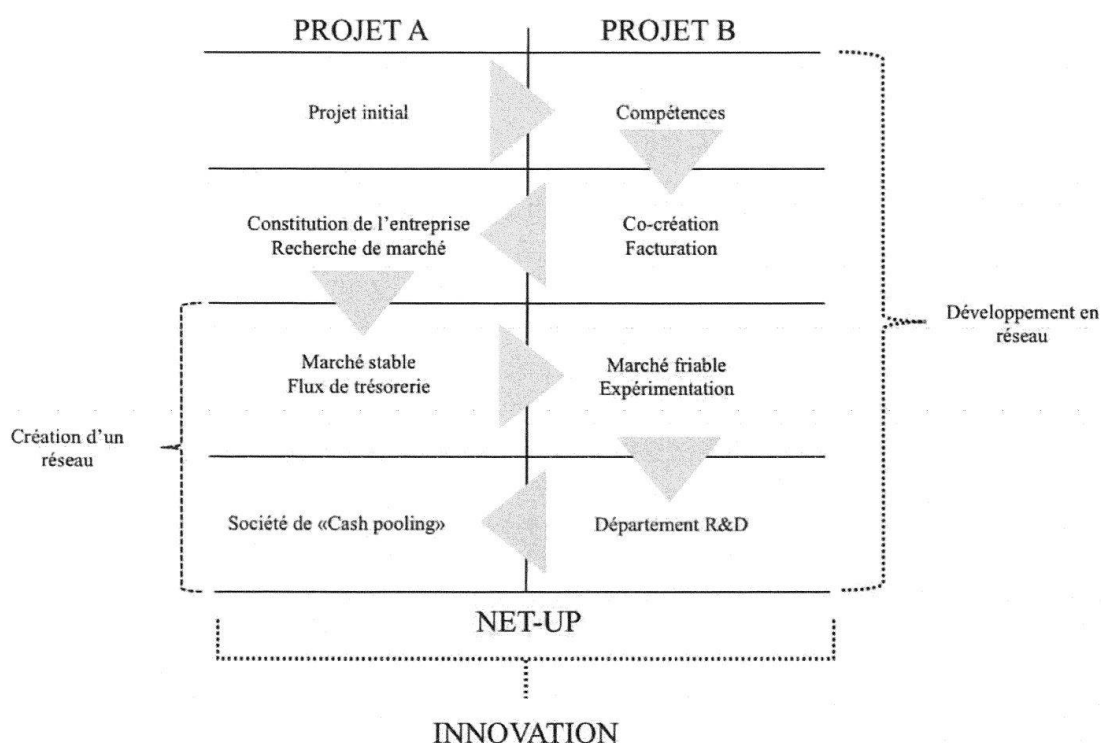 PROJET A
PROJET B
Projet initial
Compétences
Constitution de l'entreprise
Recherche de marché
Co-création
Facturation
Marché stable
Flux de trésorerie
Marché friable
Expérimentation
Développement en
réseau
Création d'un
réseau
Société de «Cash pooling»
Département R&D
NET-UP
INNOVATION